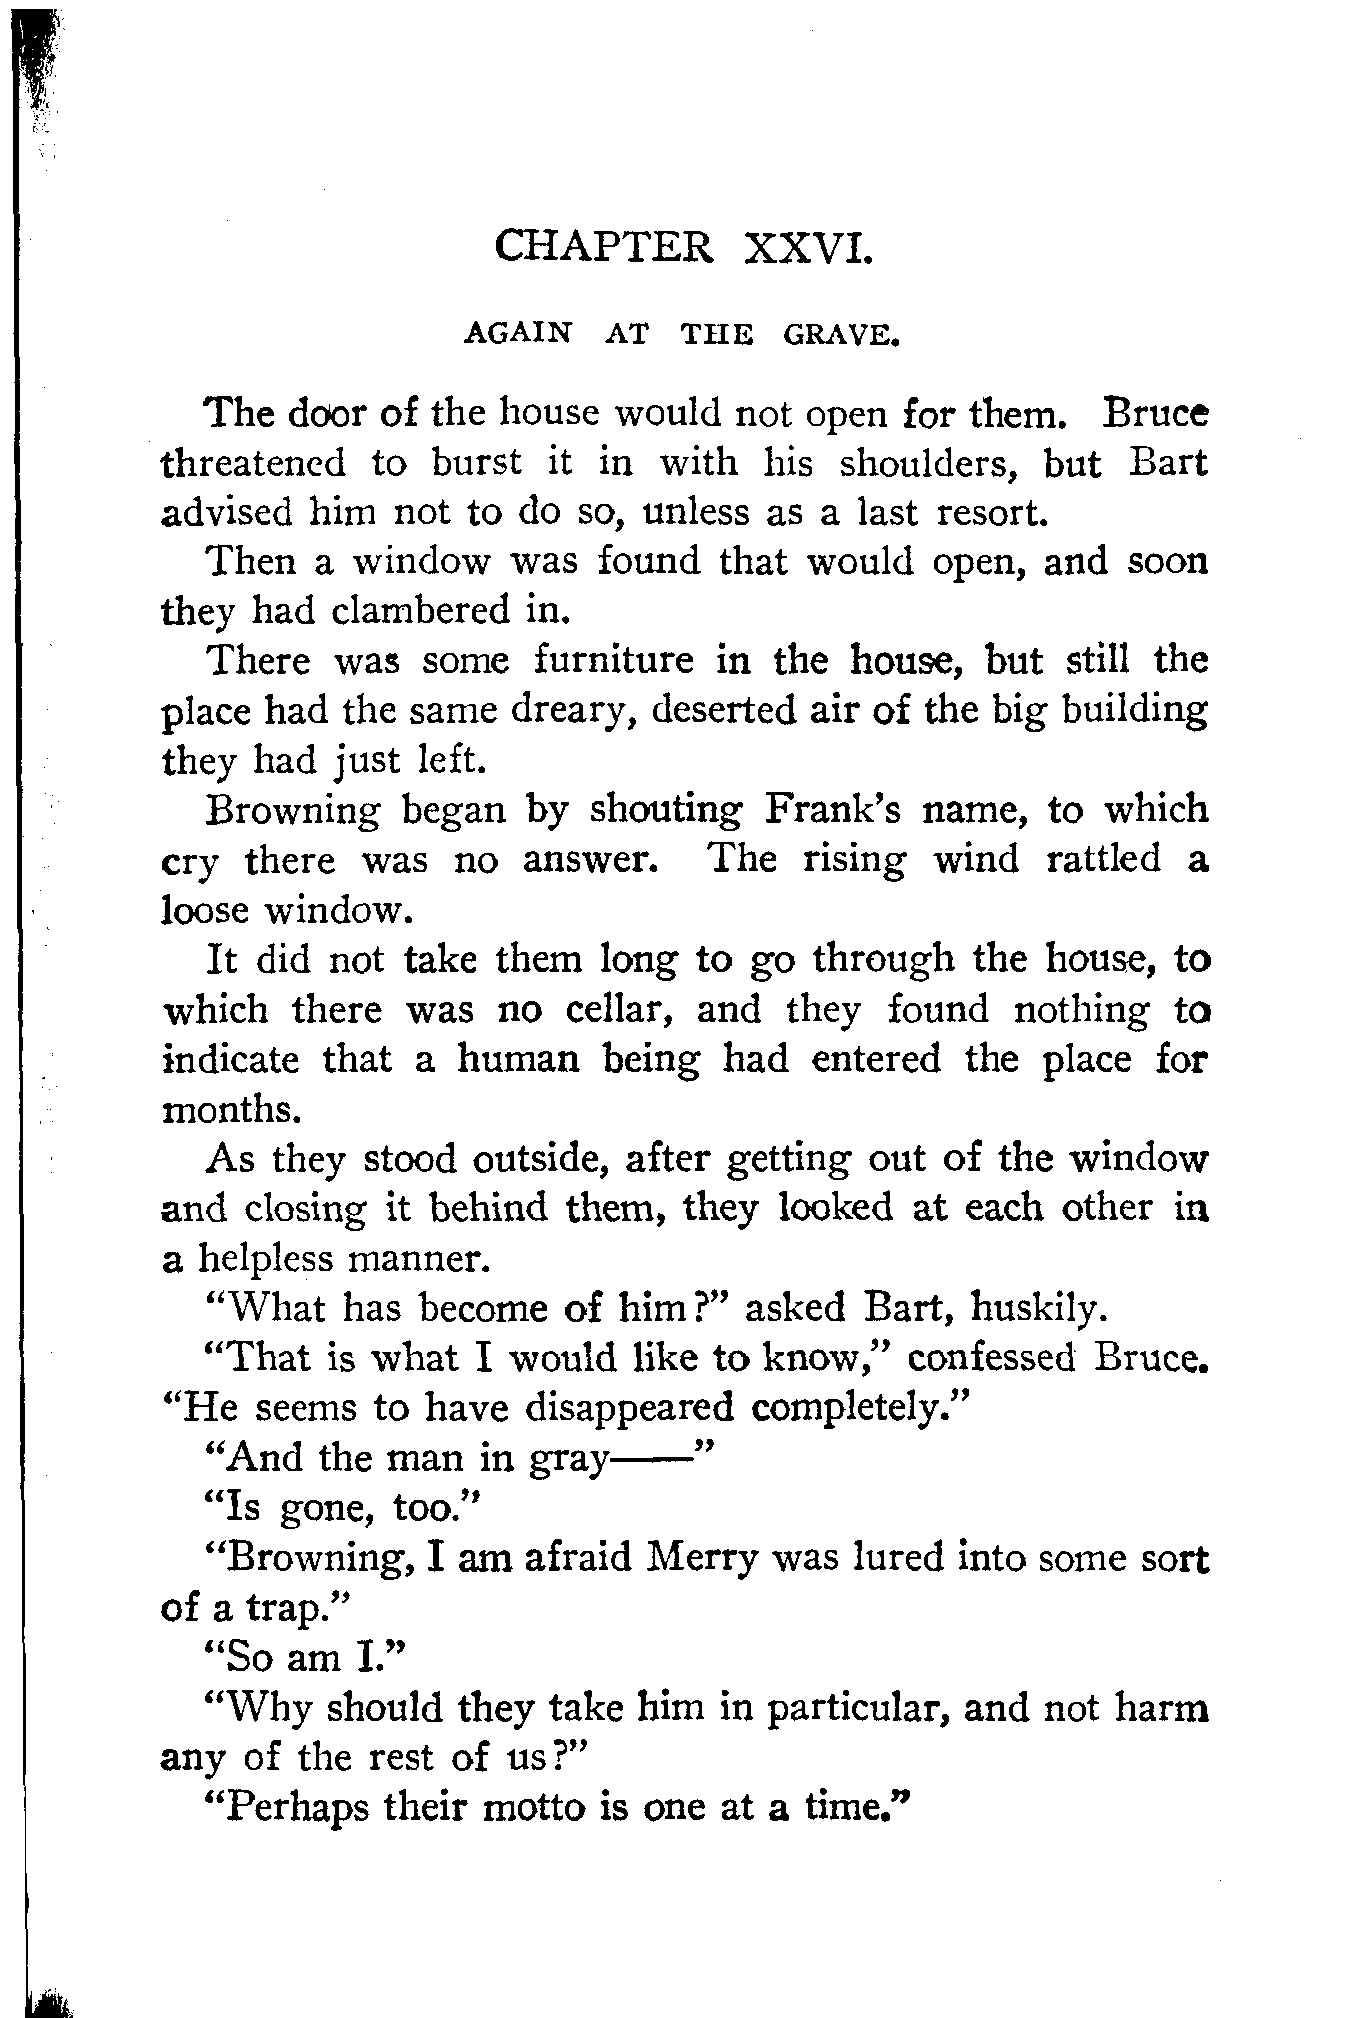 CHAPTER XXVI.
AGAIN AT THE GRAVE.
The door of the house would not open for them. Bruce
threatened to burst it in with his shoulders, but Bart
advised him not to do so, unless as a last resort.
Then a window was found that would open, and soon
they had clambered in.
There was some furniture in the house, but still the
place had the same dreary, deserted air of the big building
they had just left.
Browning began by shouting Frank's name, to which
cry there was no answer. The rising wind rattled a
loose window.
It did not take them long to go through the house, to
which there was no cellar, and they found nothing to
indicate that a human being had entered the place for
months.
As they stood outside, after getting out of the window
and closing it behind them, they looked at each other in
a helpless manner.
“What has become of him?” asked Bart, huskily.
“That is what I would like to know,” confessed Bruce.
“He seems to have disappeared completely.”
“And the man in gray——”
“Is gone, too.”
“Browning, I am afraid Merry was lured into some sort
of a trap.”
“So am I.”
“Why should they take him in particular, and not harm
any of the rest of us?”
“Perhaps their motto is one at a time.”